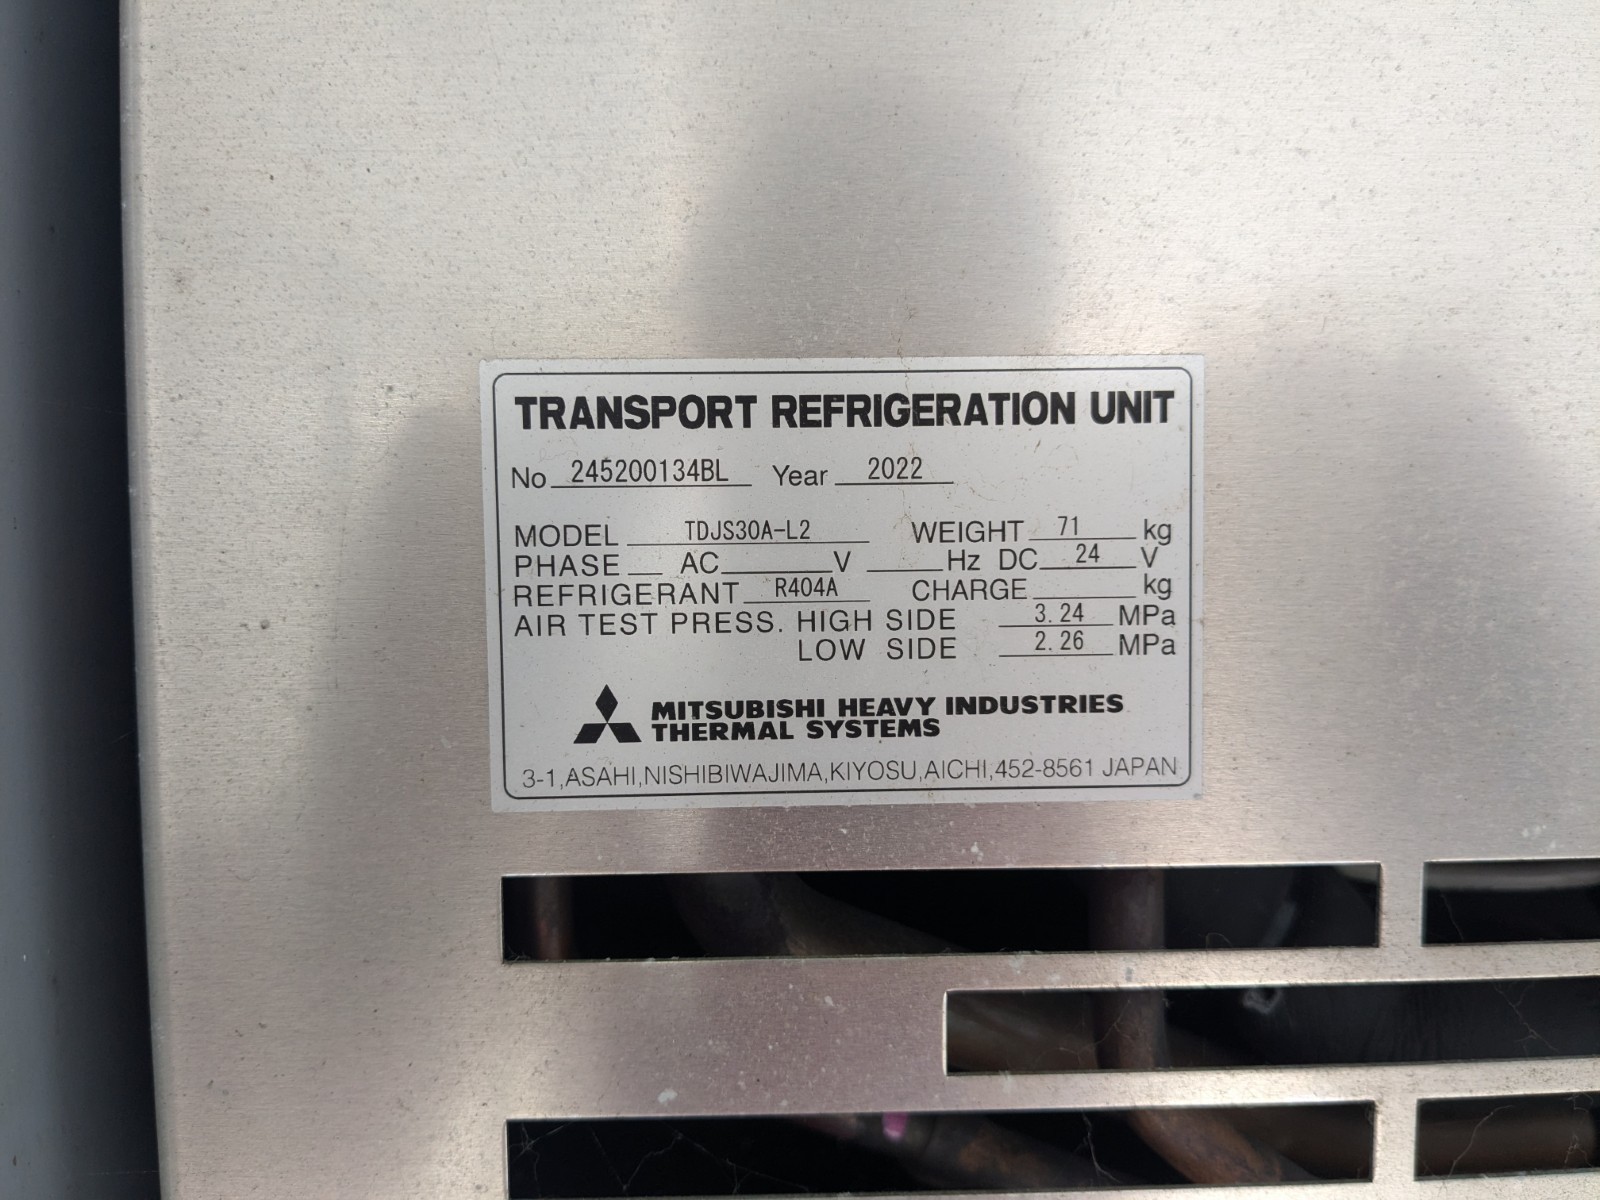 TRANSPORT REFRIGERATION UNIT
No 245200134BL Year 2022
MODEL TDJS30A-L2 WEIGHT 71 kg
PHASE AC V Hz DC 24 V
REFRIGERANT R404A CHARGE kg
AIR TEST PRESS. HIGH SIDE 3.24 MPa
LOW SIDE 2.26 MPa
MITSUBISHI HEAVY INDUSTRIES
THERMAL SYSTEMS
3-1,ASAHI,NISHIBIWAJIMA,KIYOSU,AICHI,452-8561 JAPAN